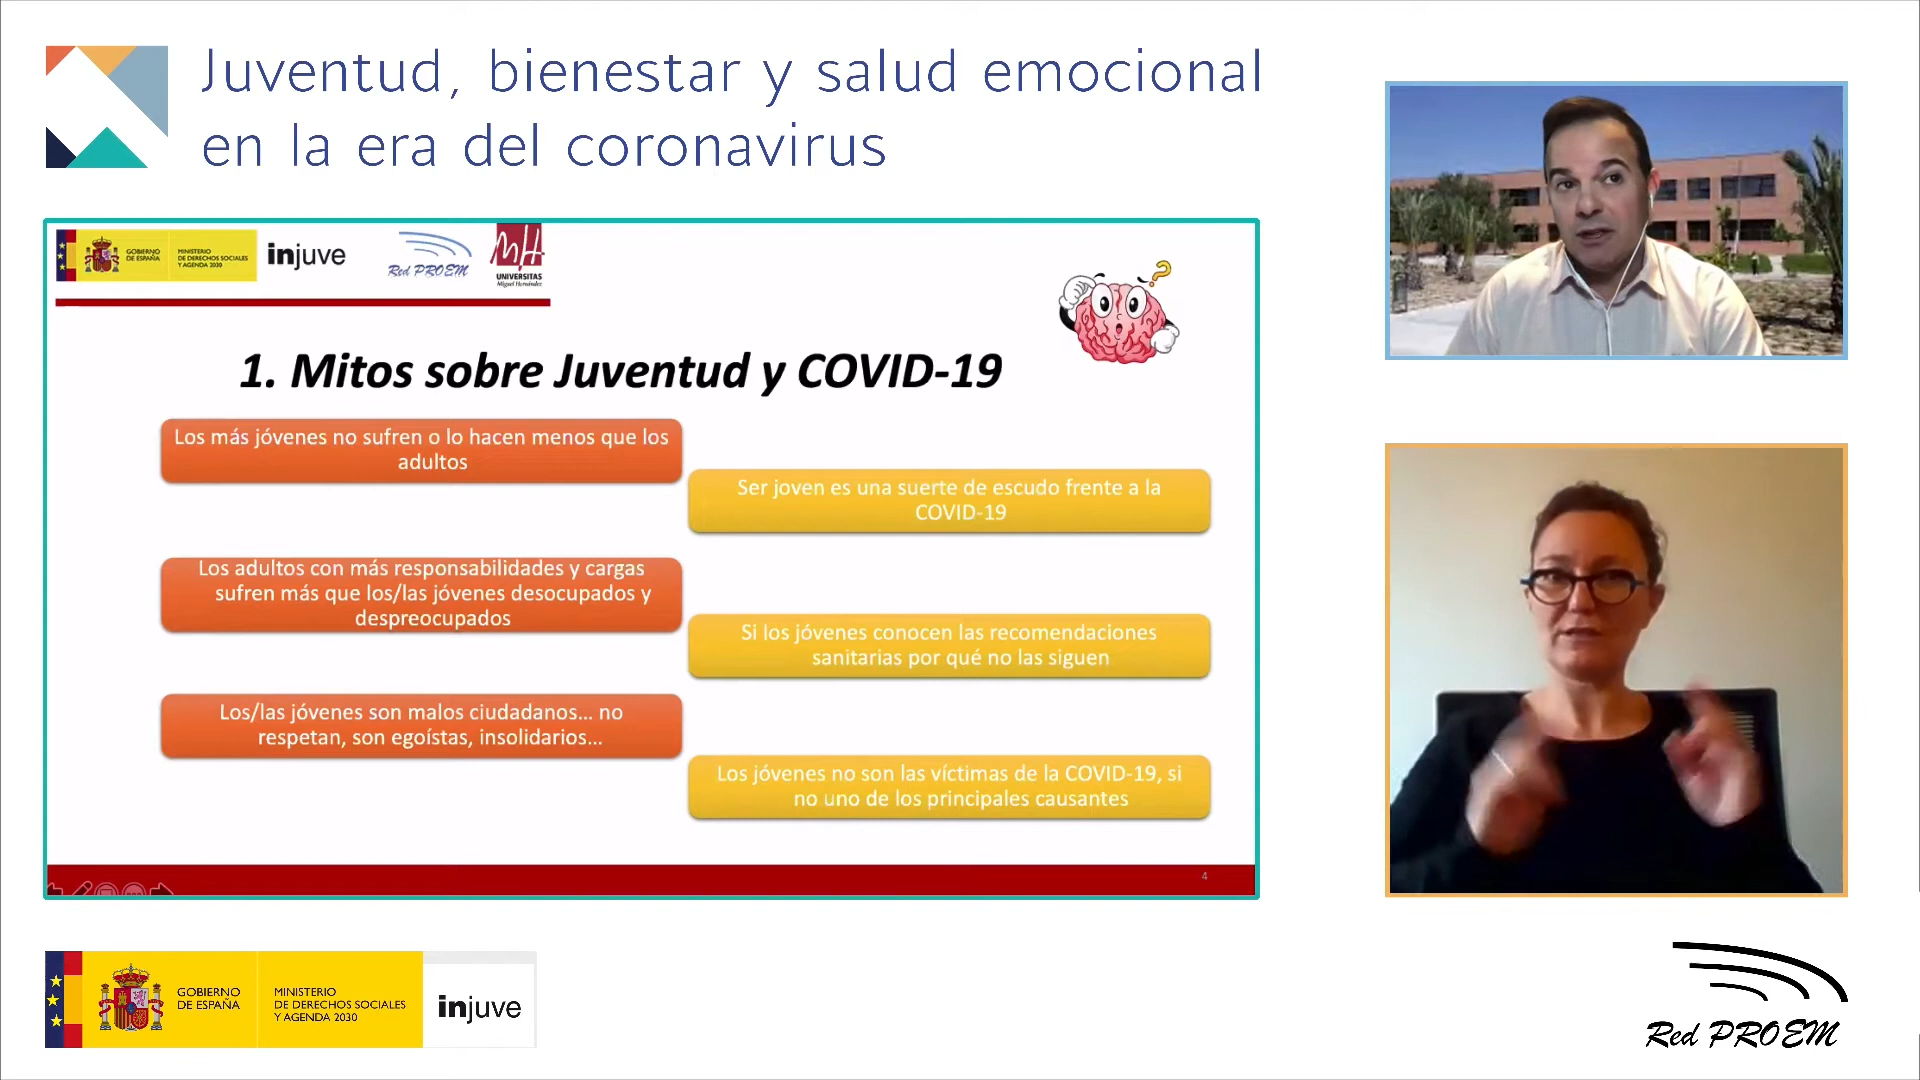 Juventud, bienestar y salud emocional
en la era del coronavirus
GOBIERNO
DE ESPAÑA
MINISTERIO
DE DERECHOS SOCIALES
Y AGENDA 2030
injuve
Red PROEM
UNIVERSITAS
Miguel Hernández
1. Mitos sobre Juventud y COVID-19
Los más jóvenes no sufren o lo hacen menos que los
adultos
Ser joven es una suerte de escudo frente a la
COVID-19
Los adultos con más responsabilidades y cargas
sufren más que los/las jóvenes desocupados y
despreocupados
Si los jóvenes conocen las recomendaciones
sanitarias por qué no las siguen
Los/las jóvenes son malos ciudadanos... no
respetan, son egoístas, insolidarios...
Los jóvenes no son las víctimas de la COVID-19, si
no uno de los principales causantes
4
GOBIERNO
DE ESPAÑA
MINISTERIO
DE DERECHOS SOCIALES
Y AGENDA 2030
injuve
Red PROEM